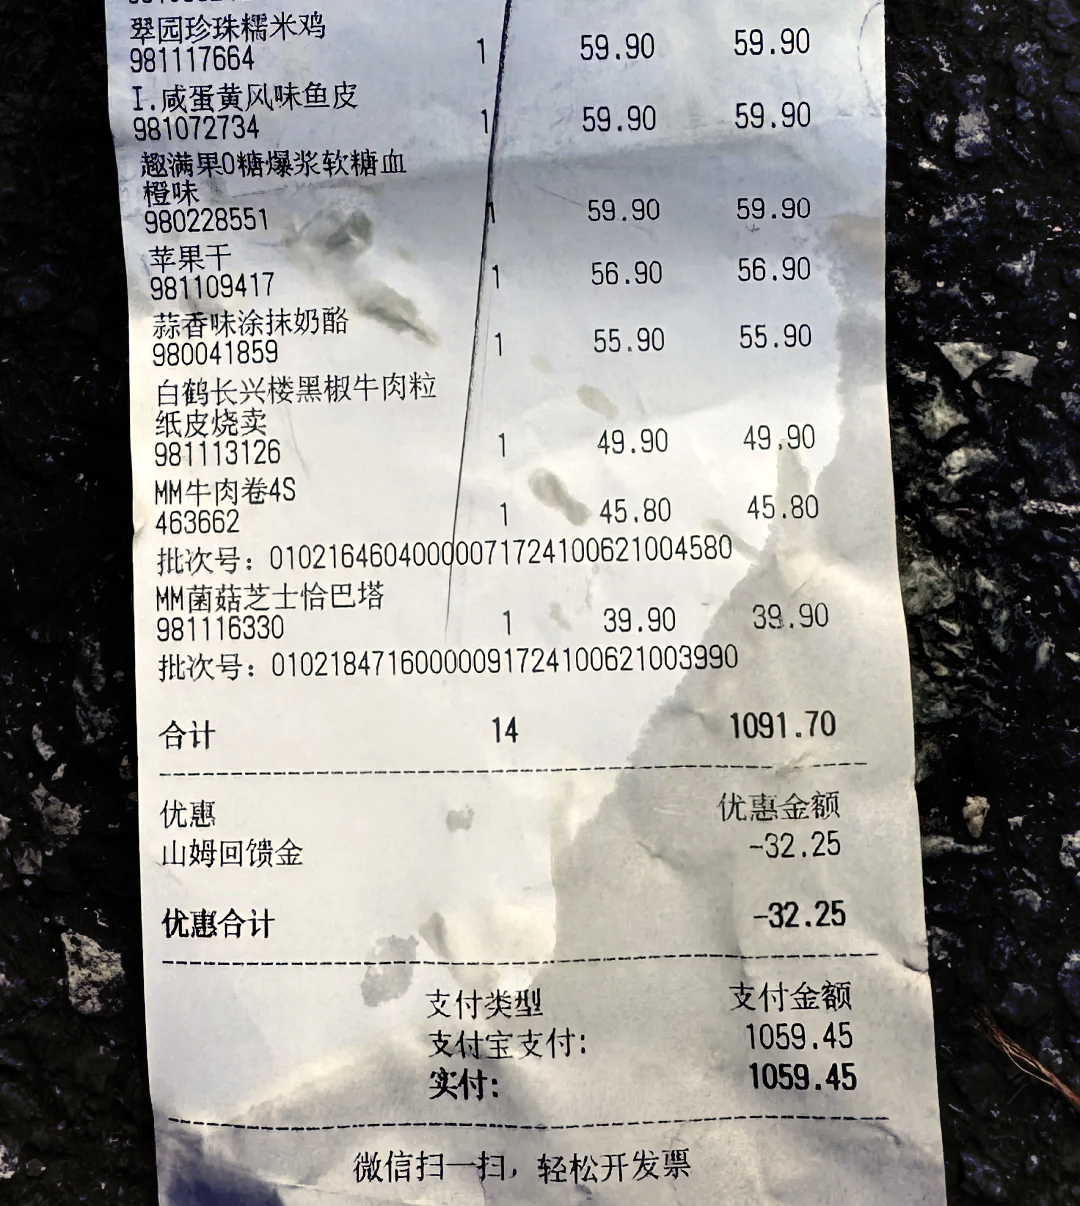 翠园珍珠糯米鸡
981117664 1 59.90 59.90
I.咸蛋黄风味鱼皮
981072734 1 59.90 59.90
趣满果0糖爆浆软糖血
橙味
980228551 1 59.90 59.90
苹果干
981109417 1 56.90 56.90
蒜香味涂抹奶酪
980041859 1 55.90 55.90
白鹤长兴楼黑椒牛肉粒
纸皮烧卖
981113126 1 49.90 49.90
MM牛肉卷4S
463662 1 45.80 45.80
批次号：0102164604000007172410062100​4580
MM菌菇芝士恰巴塔
981116330 1 39.90 39.90
批次号：0102184716000009172410062100​3990
合计 14 1091.70
优惠 优惠金额
山姆回馈金 -32.25
优惠合计 -32.25
支付类型 支付金额
支付宝支付: 1059.45
实付: 1059.45
微信扫一扫，轻松开发票